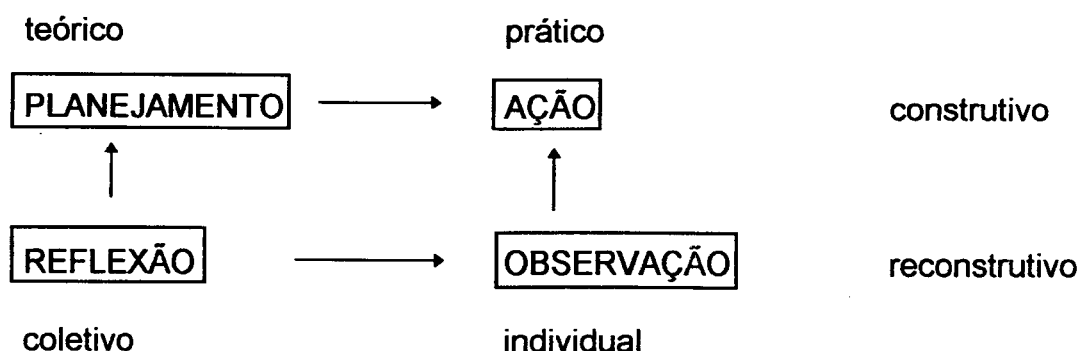 teórico prático
PLANEJAMENTO AÇÃO construtivo
REFLEXÃO OBSERVAÇÃO reconstrutivo
coletivo individual